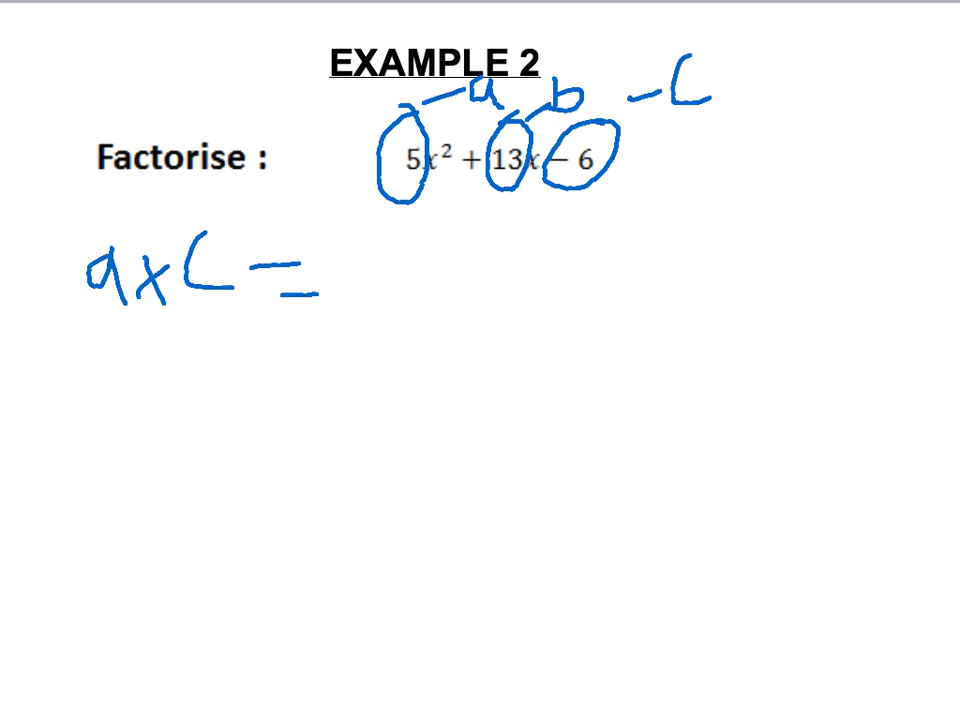 EXAMPLE 2
- a - b - C
Factorise : 5x² + 13x − 6
a x C =